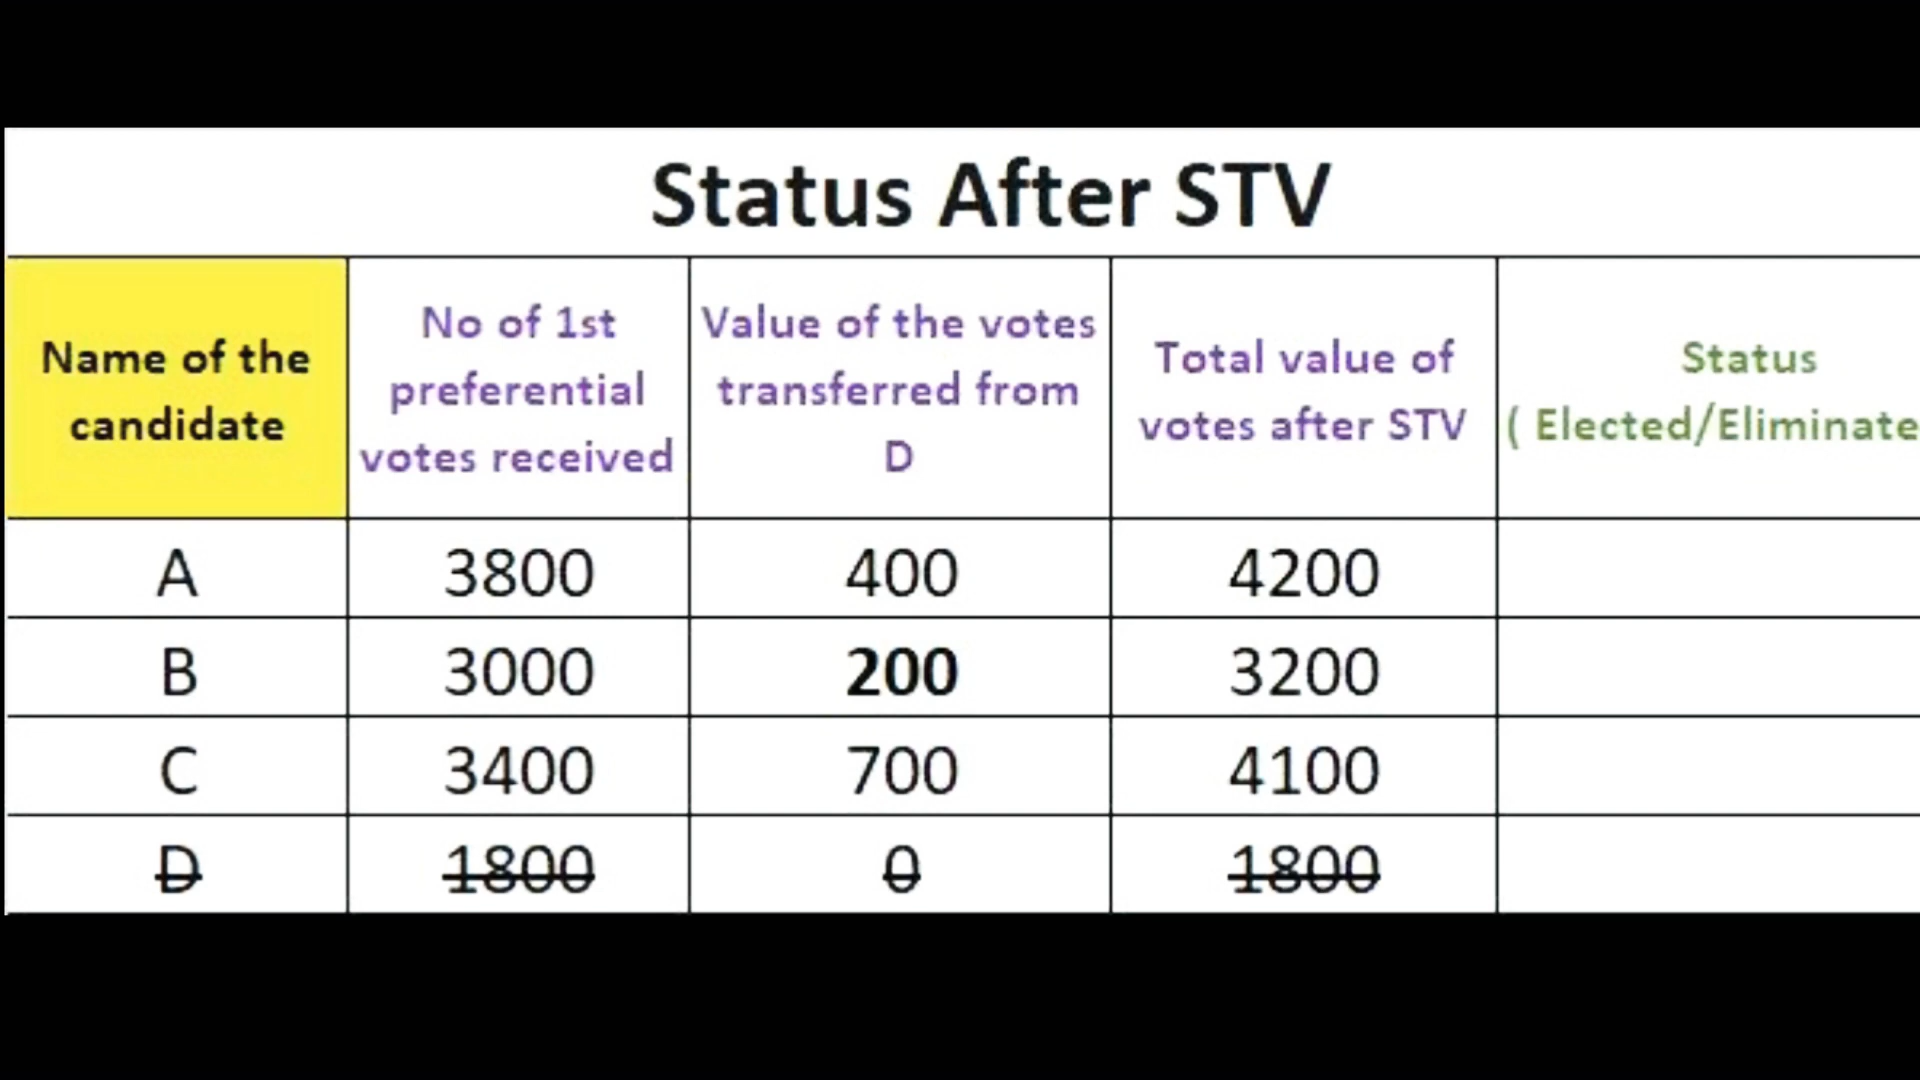 Status After STV
Name of the
candidate
No of 1st
preferential
votes received
Value of the votes
transferred from
D
Total value of
votes after STV
Status
( Elected/Eliminate
A 3800 400 4200
B 3000 200 3200
C 3400 700 4100
D 1800 0 1800